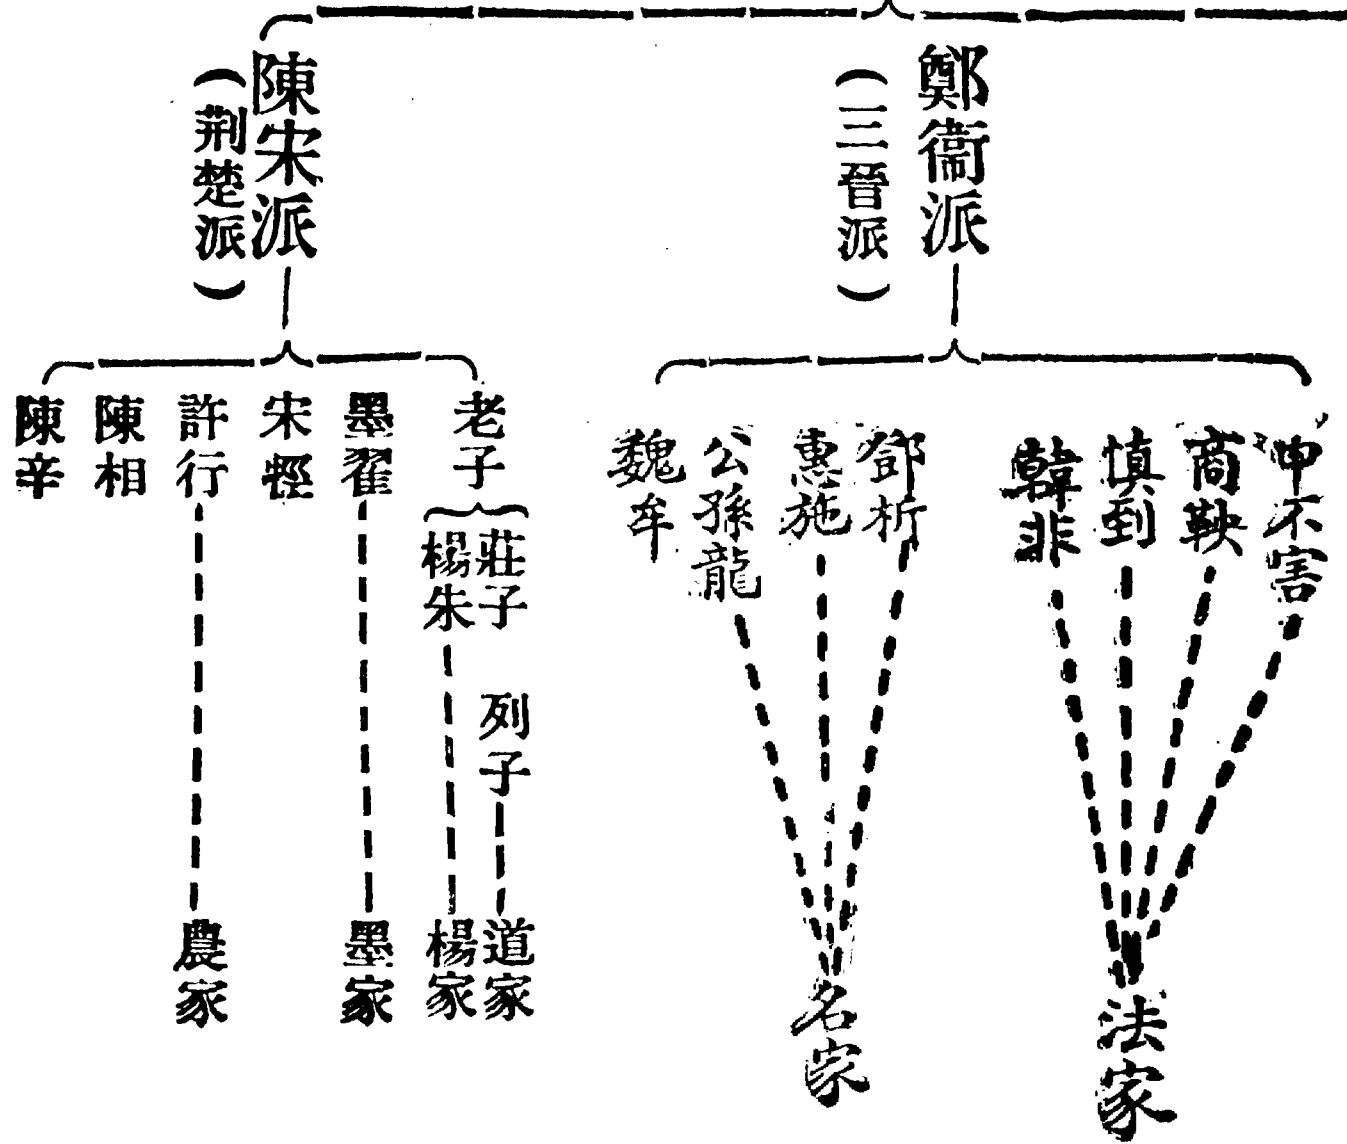 鄭衞派
(三晉派)
申不害
商鞅
慎到
韓非
法家
鄧析
惠施
公孫龍
魏牟
名家
陳宋派
(荆楚派)
老子
莊子
列子
道家
楊朱
楊家
墨翟
墨家
宋牼
許行
農家
陳相
陳辛